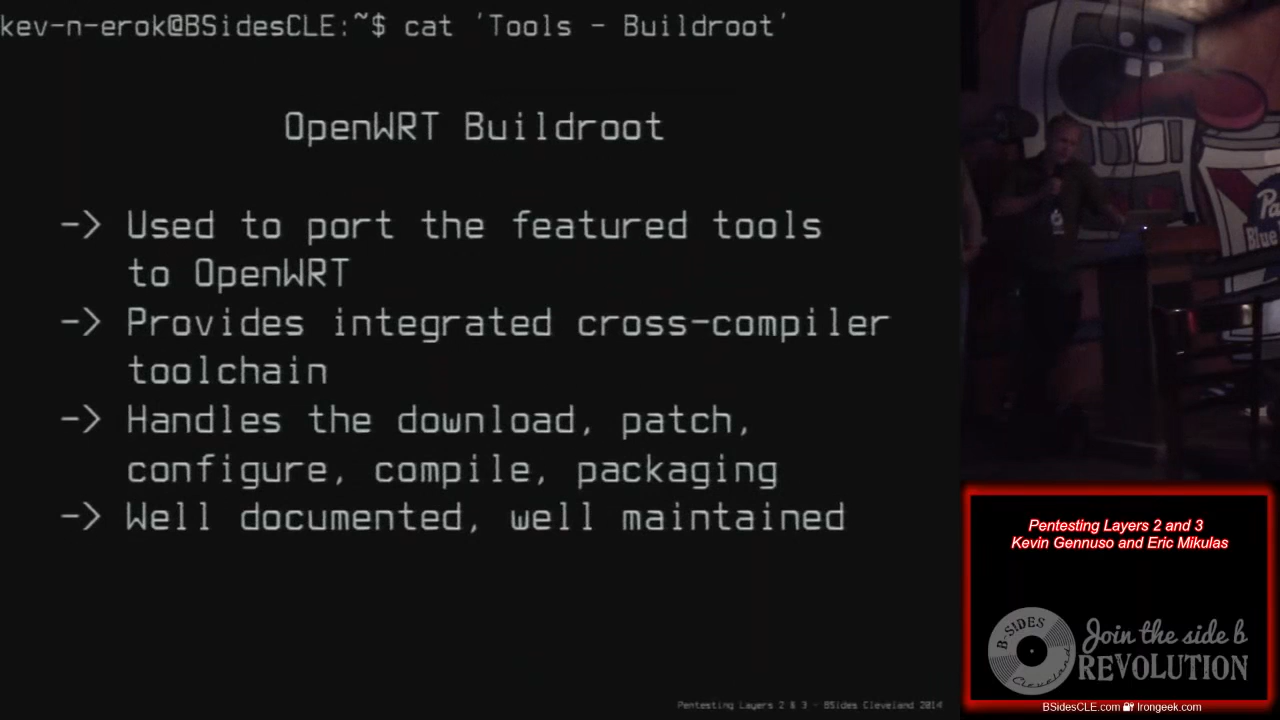 kev-n-erok@BSidesCLE:~$ cat 'Tools - Buildroot'
OpenWRT Buildroot
-> Used to port the featured tools
to OpenWRT
-> Provides integrated cross-compiler
toolchain
-> Handles the download, patch,
configure, compile, packaging
-> Well documented, well maintained
Pentesting Layers 2 & 3 - BSides Cleveland 2014
Blue
Pentesting Layers 2 and 3
Kevin Gennuso and Eric Mikulas
B-SIDES
Cleveland
Join the side b
REVOLUTION
BSidesCLE.com Irongeek.com